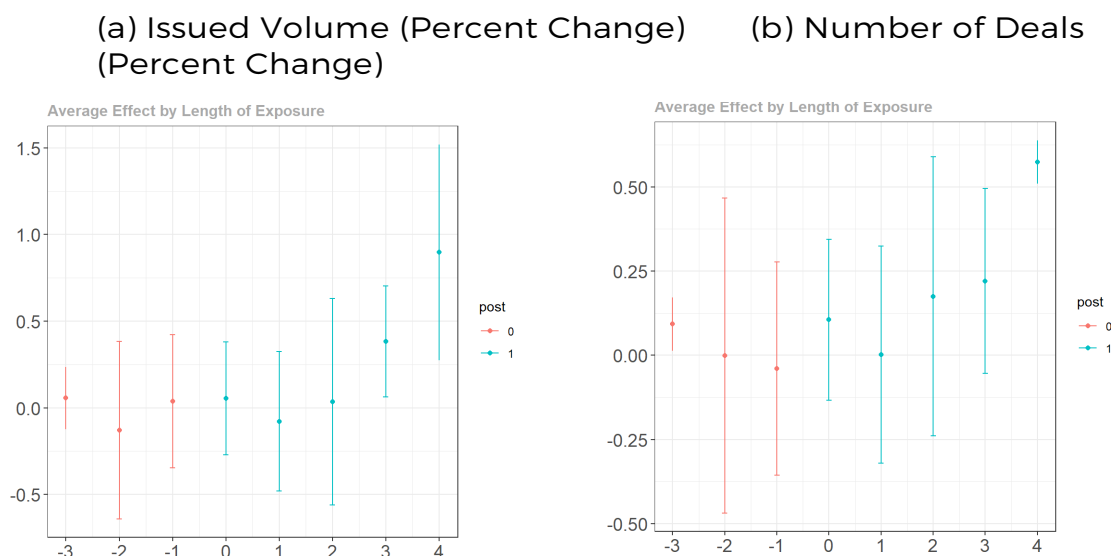 (a) Issued Volume (Percent Change)
(b) Number of Deals
(Percent Change)
Average Effect by Length of Exposure
1.5
1.0
0.5
0.0
-0.5
-3 -2 -1 0 1 2 3 4
post
0
1
Average Effect by Length of Exposure
0.50
0.25
0.00
-0.25
-0.50
-3 -2 -1 0 1 2 3 4
post
0
1